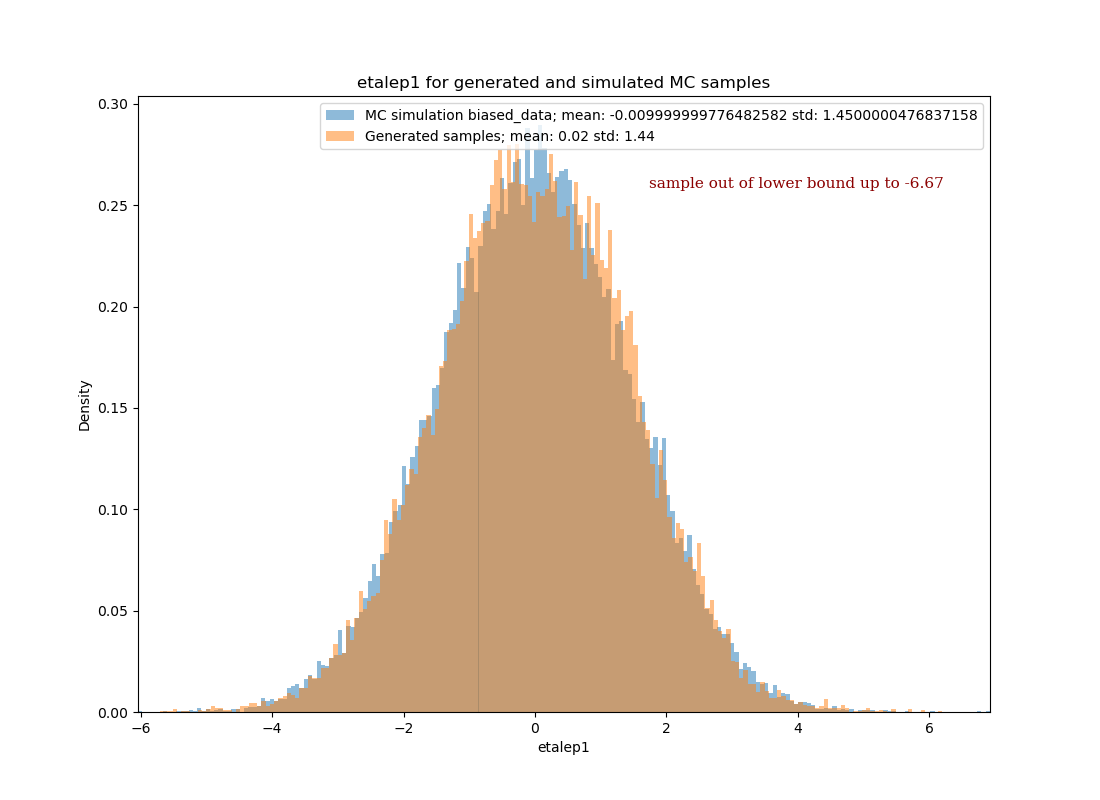 etalep1 for generated and simulated MC samples
MC simulation biased_data; mean: -0.009999999776482582 std: 1.4500000476837158
Generated samples; mean: 0.02 std: 1.44
sample out of lower bound up to -6.67
0.30
0.25
0.20
0.15
0.10
0.05
0.00
Density
−6
−4
−2
0
2
4
6
etalep1